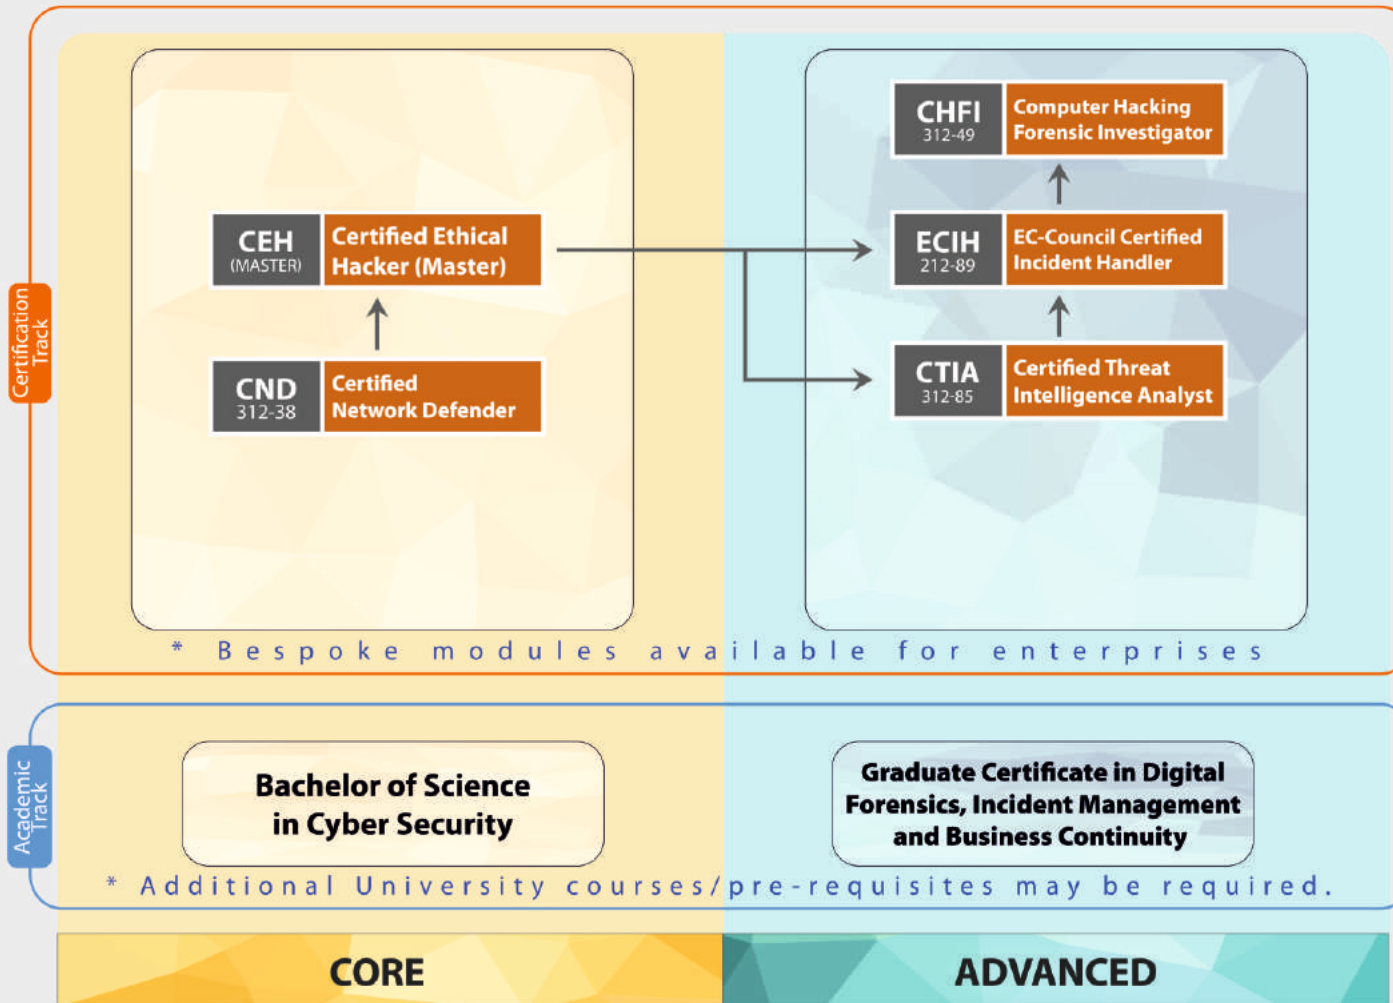 Certification
Track
CEH
(MASTER)
Certified Ethical
Hacker (Master)
CND
312-38
Certified
Network Defender
CHFI
312-49
Computer Hacking
Forensic Investigator
ECIH
212-89
EC-Council Certified
Incident Handler
CTIA
312-85
Certified Threat
Intelligence Analyst
* Bespoke modules available for enterprises
Academic
Track
Bachelor of Science
in Cyber Security
Graduate Certificate in Digital
Forensics, Incident Management
and Business Continuity
* Additional University courses/pre-requisites may be required.
CORE
ADVANCED